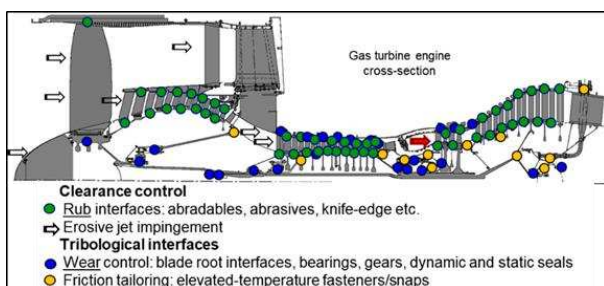 Gas turbine engine
cross-section
Clearance control
Rub interfaces: abradables, abrasives, knife-edge etc.
Erosive jet impingement
Tribological interfaces
Wear control: blade root interfaces, bearings, gears, dynamic and static seals
Friction tailoring: elevated-temperature fasteners/snaps